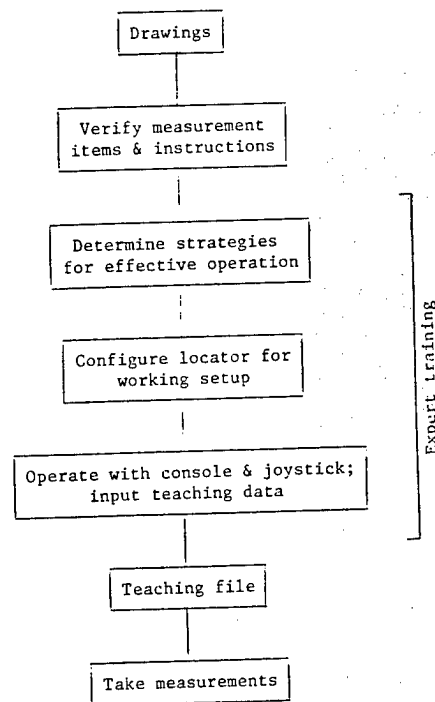 Drawings
Verify measurement
items & instructions
Determine strategies
for effective operation
Configure locator for
working setup
Operate with console & joystick;
input teaching data
Expert training
Teaching file
Take measurements